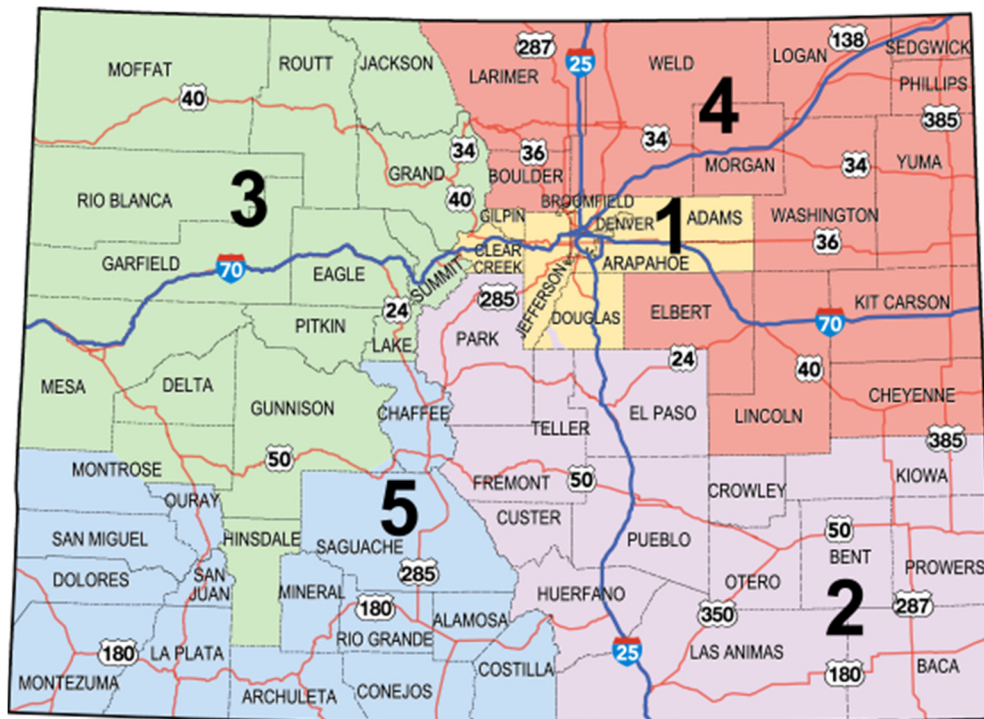 MOFFAT
ROUTT
JACKSON
LARIMER
287
25
WELD
LOGAN
138
SEDGWICK
PHILLIPS
385
40
4
34
GRAND
36
BOULDER
34
MORGAN
34
YUMA
RIO BLANCA
3
40
GILPIN
BROOMFIELD
DENVER
1
ADAMS
WASHINGTON
36
GARFIELD
70
EAGLE
SUMMIT
CLEAR
CREEK
ARAPAHOE
JEFFERSON
DOUGLAS
285
ELBERT
KIT CARSON
70
PITKIN
24
LAKE
PARK
24
40
MESA
DELTA
GUNNISON
CHAFFEE
TELLER
EL PASO
LINCOLN
CHEYENNE
385
MONTROSE
50
FREMONT
50
CROWLEY
KIOWA
OURAY
5
CUSTER
SAN MIGUEL
HINSDALE
SAGUACHE
PUEBLO
50
BENT
PROWERS
DOLORES
SAN
JUAN
MINERAL
285
180
ALAMOSA
HUERFANO
OTERO
350
2
287
RIO GRANDE
180
LA PLATA
COSTILLA
25
LAS ANIMAS
180
BACA
MONTEZUMA
ARCHULETA
CONEJOS